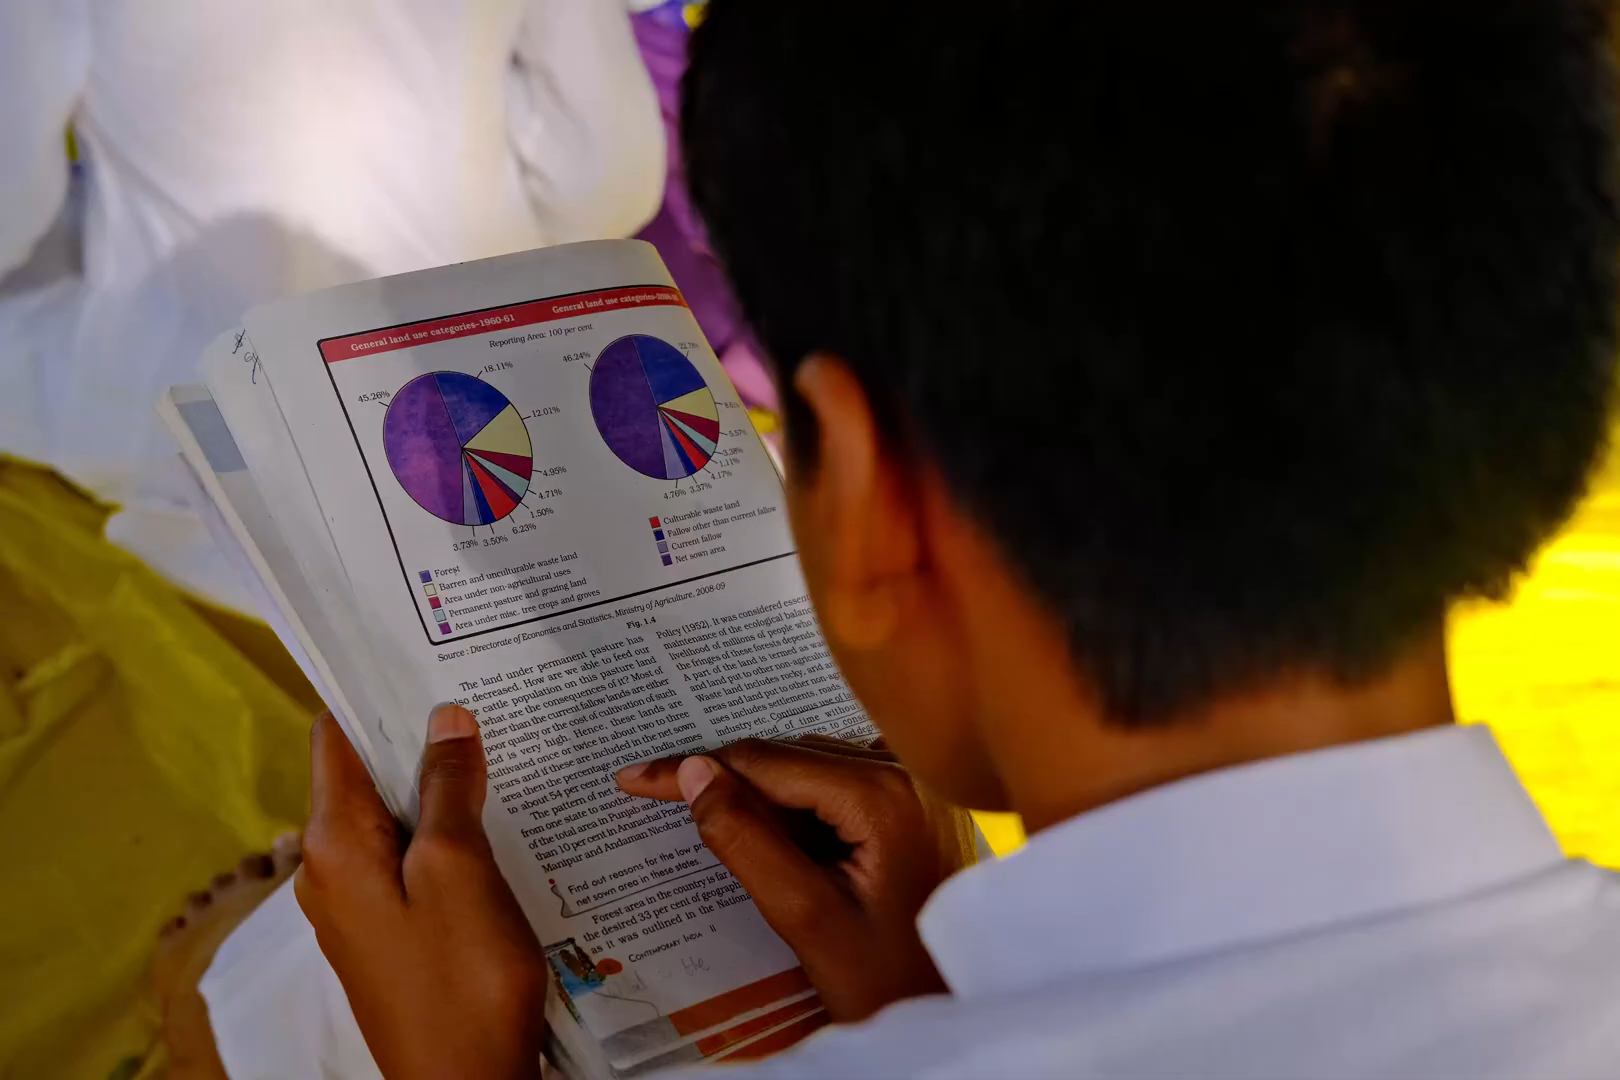 General land use categories-1960-61
General land use categories-2008-09
Reporting Area: 100 per cent
45.26%
18.11%
12.01%
4.95%
4.71%
1.50%
6.23%
3.50%
3.73%
46.24%
22.78%
8.61%
5.57%
3.38%
1.11%
4.17%
3.37%
4.76%
Forest
Barren and unculturable waste land
Area under non-agricultural uses
Permanent pasture and grazing land
Area under misc. tree crops and groves
Culturable waste land
Fallow other than current fallow
Current fallow
Net sown area
Source : Directorate of Economics and Statistics, Ministry of Agriculture, 2008-09
Fig. 1.4
The land under permanent pasture has
decreased. How are we able to feed our
cattle population on this pasture land
what are the consequences of it? Most of
other than the current fallow lands are either
poor quality or the cost of cultivation of such
is very high. Hence, these lands are
cultivated once or twice in about two to three
years and if these are included in the net sown
area then the percentage of NSA in India comes
to about 54 per cent of
The pattern of net
from one state to another.
of the total area in Punjab and
than 10 per cent in Arunachal Prades
Manipur and Andaman Nicobar
Find out reasons for the low
net sown area in these states.
Forest area in the country is far
the desired 33 per cent of geograph
as it was outlined in the Nationa
Policy (1952). It was considered essen
maintenance of the ecological balanc
livelihood of millions of people who
the fringes of these forests depends
A part of the land is termed as
and land put to other non-agricultu
Waste land includes rocky, arid
areas and land put to other non-ag
uses includes settlements, roads,
industry etc. Continuous use of
period of time withou
measures to conse
CONTEMPORARY INDIA II